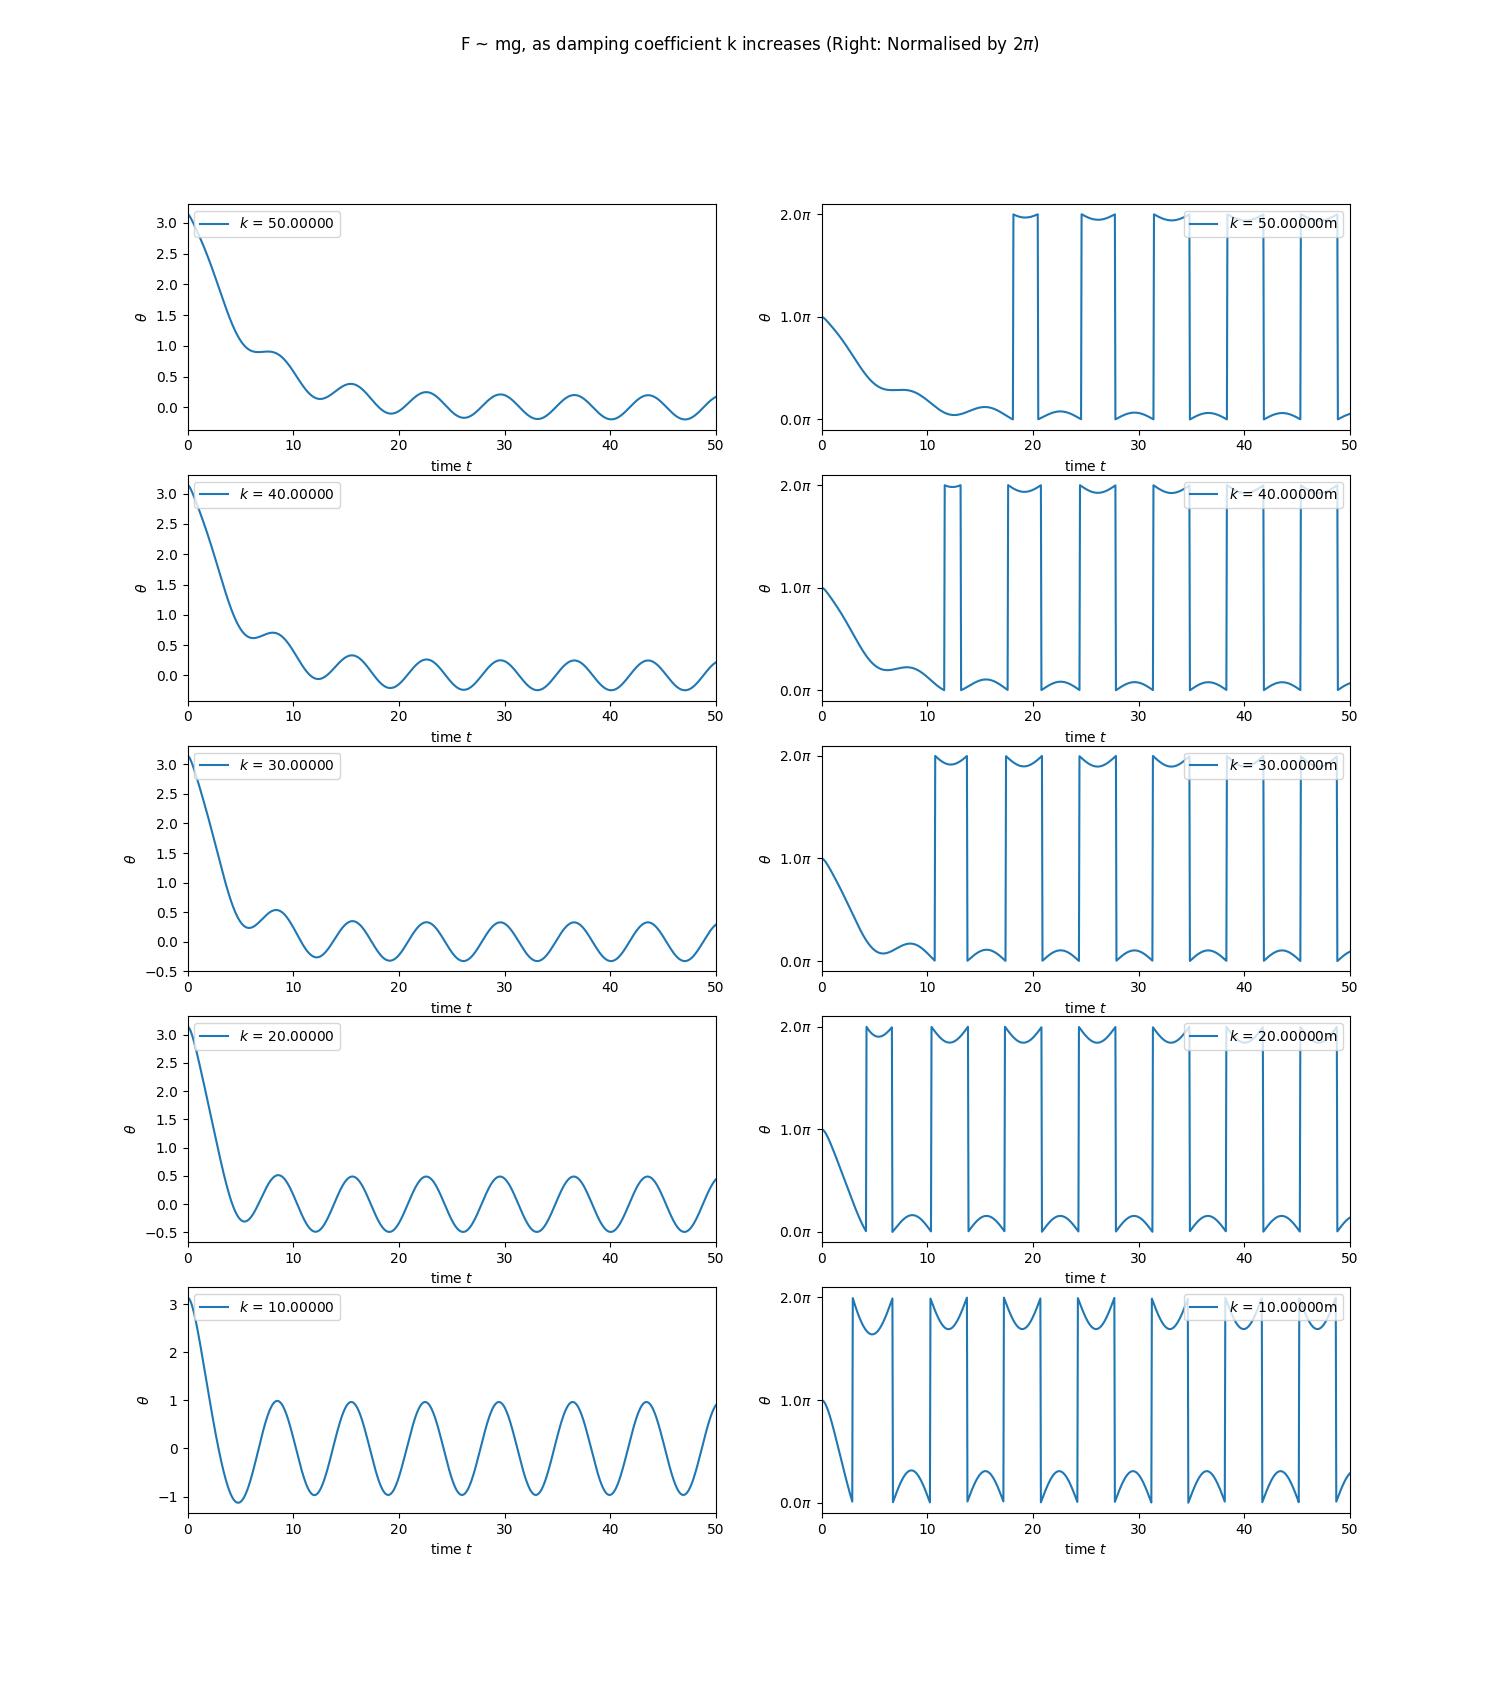 F ~ mg, as damping coefficient k increases (Right: Normalised by 2π)
k = 50.00000
3.0
2.5
2.0
1.5
1.0
0.5
0.0
θ
0 10 20 30 40 50
time t
k = 50.00000m
2.0π
1.0π
0.0π
θ
0 10 20 30 40 50
time t
k = 40.00000
3.0
2.5
2.0
1.5
1.0
0.5
0.0
θ
0 10 20 30 40 50
time t
k = 40.00000m
2.0π
1.0π
0.0π
θ
0 10 20 30 40 50
time t
k = 30.00000
3.0
2.5
2.0
1.5
1.0
0.5
0.0
−0.5
θ
0 10 20 30 40 50
time t
k = 30.00000m
2.0π
1.0π
0.0π
θ
0 10 20 30 40 50
time t
k = 20.00000
3.0
2.5
2.0
1.5
1.0
0.5
0.0
−0.5
θ
0 10 20 30 40 50
time t
k = 20.00000m
2.0π
1.0π
0.0π
θ
0 10 20 30 40 50
time t
k = 10.00000
3
2
1
0
−1
θ
0 10 20 30 40 50
time t
k = 10.00000m
2.0π
1.0π
0.0π
θ
0 10 20 30 40 50
time t